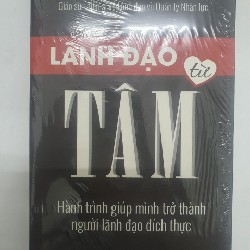 LÃNH ĐẠO
từ
TÂM
Hành trình giúp mình trở thành
người lãnh đạo đích thực